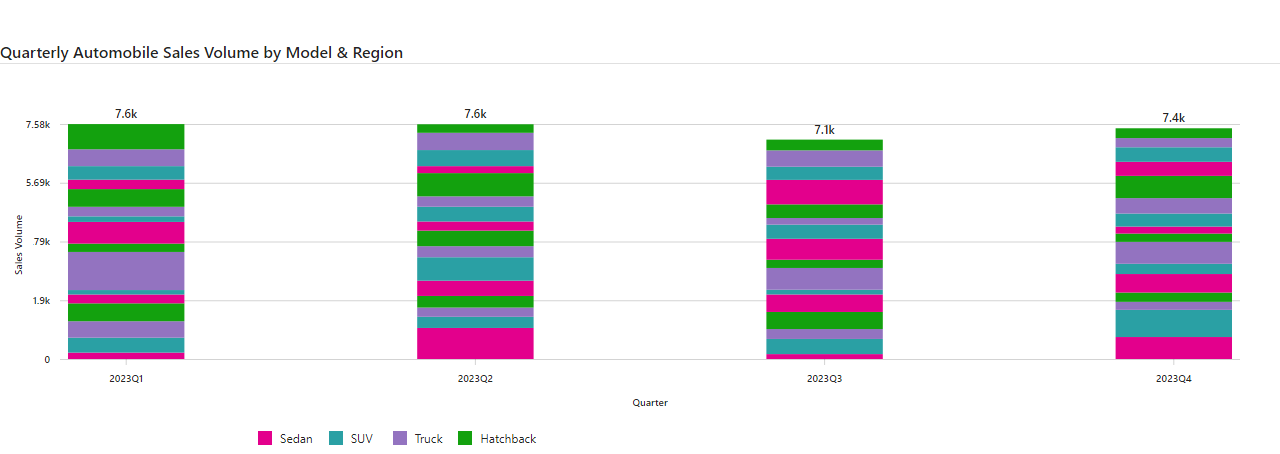 Quarterly Automobile Sales Volume by Model & Region
7.6k
7.6k
7.1k
7.4k
7.58k
5.69k
79k
1.9k
0
Sales Volume
2023Q1
2023Q2
2023Q3
2023Q4
Quarter
Sedan
SUV
Truck
Hatchback